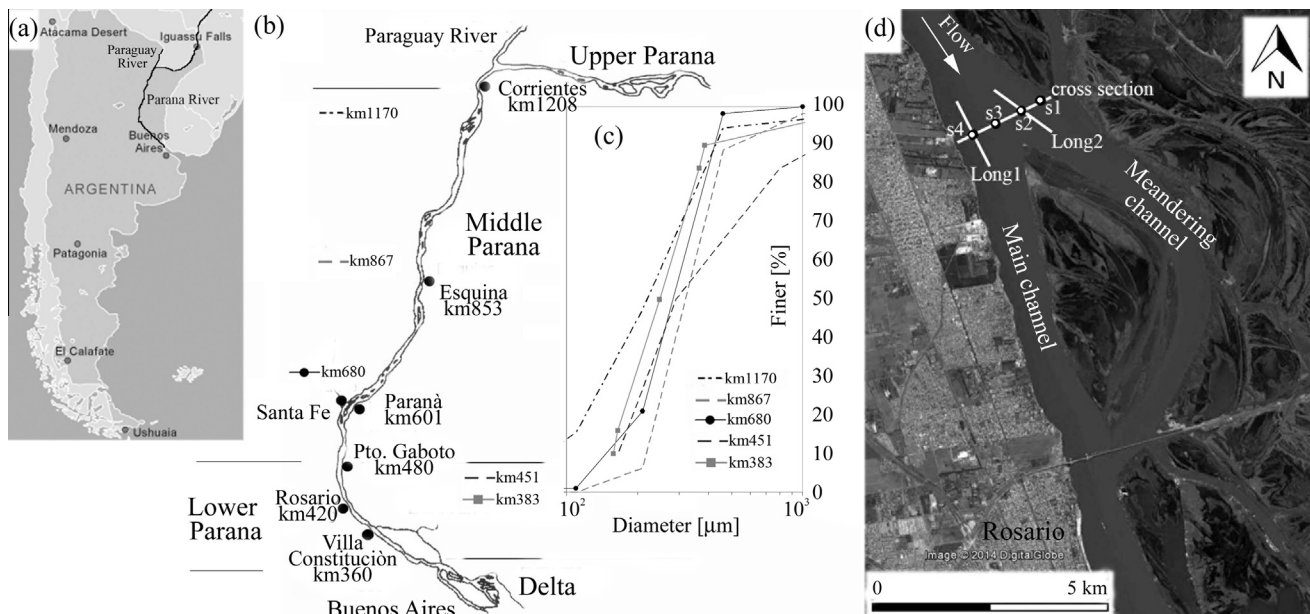 (a)
Atacama Desert
Iguassu Falls
Paraguay
River
Parana River
Mendoza
Buenos
Aires
ARGENTINA
Patagonia
El Calafate
Ushuaia
(b)
Paraguay River
Upper Parana
Corrientes
km1208
km1170
Middle
Parana
km867
Esquina
km853
km680
Santa Fe
Paranà
km601
Pto. Gaboto
km480
km451
km383
Lower
Parana
Rosario
km420
Villa
Constituciòn
km360
Delta
Buenos Aires
(c)
100
90
80
70
60
50
40
30
20
10
0
Finer [%]
km1170
km867
km680
km451
km383
10²
10³
Diameter [µm]
(d)
Flow
N
cross section
s1
s2
s3
s4
Long2
Long1
Meandering
channel
Main channel
Rosario
Image © 2014 DigitalGlobe
0
5 km